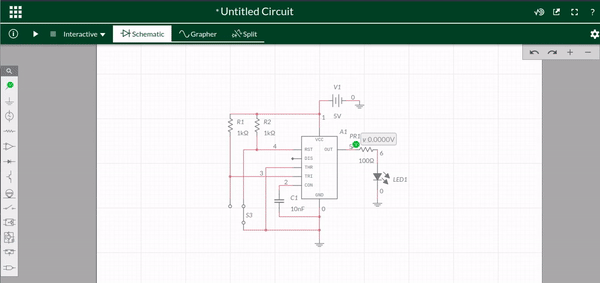 * Untitled Circuit
Interactive
Schematic
Grapher
Split
V1
0
5V
1
R1
1kΩ
R2
1kΩ
A1
VCC
PR1
V 0.0000V
4
RST
OUT
5
6
DIS
100Ω
THR
3
TRI
LED1
2
CON
0
C1
GND
10nF
0
S3